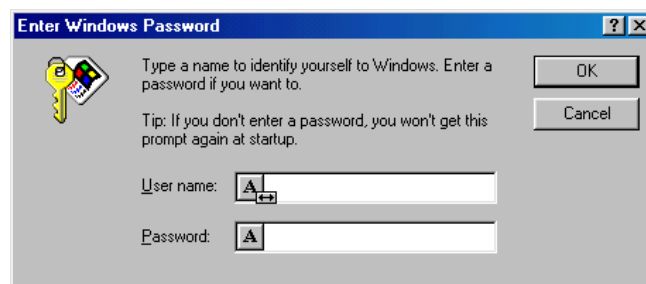 Enter Windows Password
Type a name to identify yourself to Windows. Enter a
password if you want to.
OK
Tip: If you don't enter a password, you won't get this
prompt again at startup.
Cancel
User name: A
Password: A